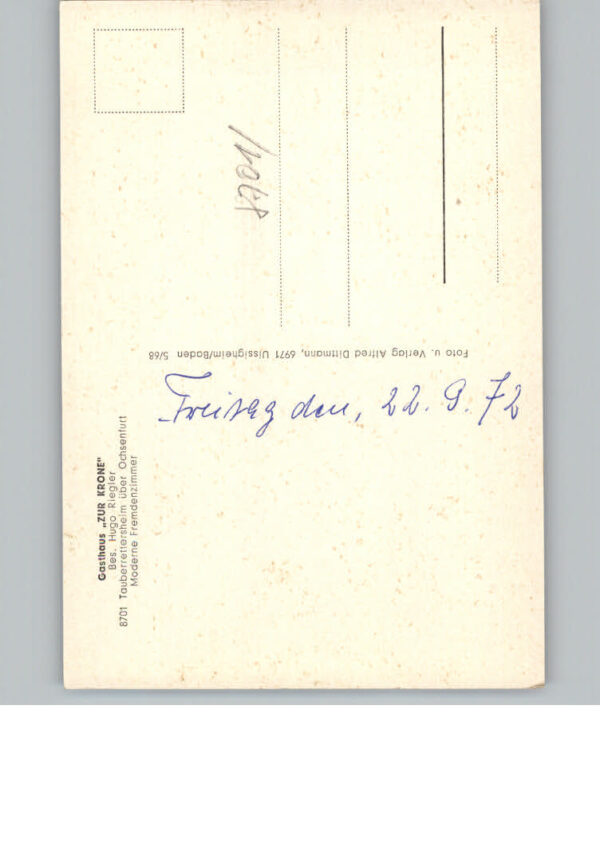 Gasthaus „ZUR KRONE"
Bes. Hugo Riegler
8701 Tauberrettersheim über Ochsenfurt
Moderne Fremdenzimmer
Foto u. Verlag Alfred Dittmann, 6971 Uissigheim/Baden 5/68
Freitag den, 22. 9. 72